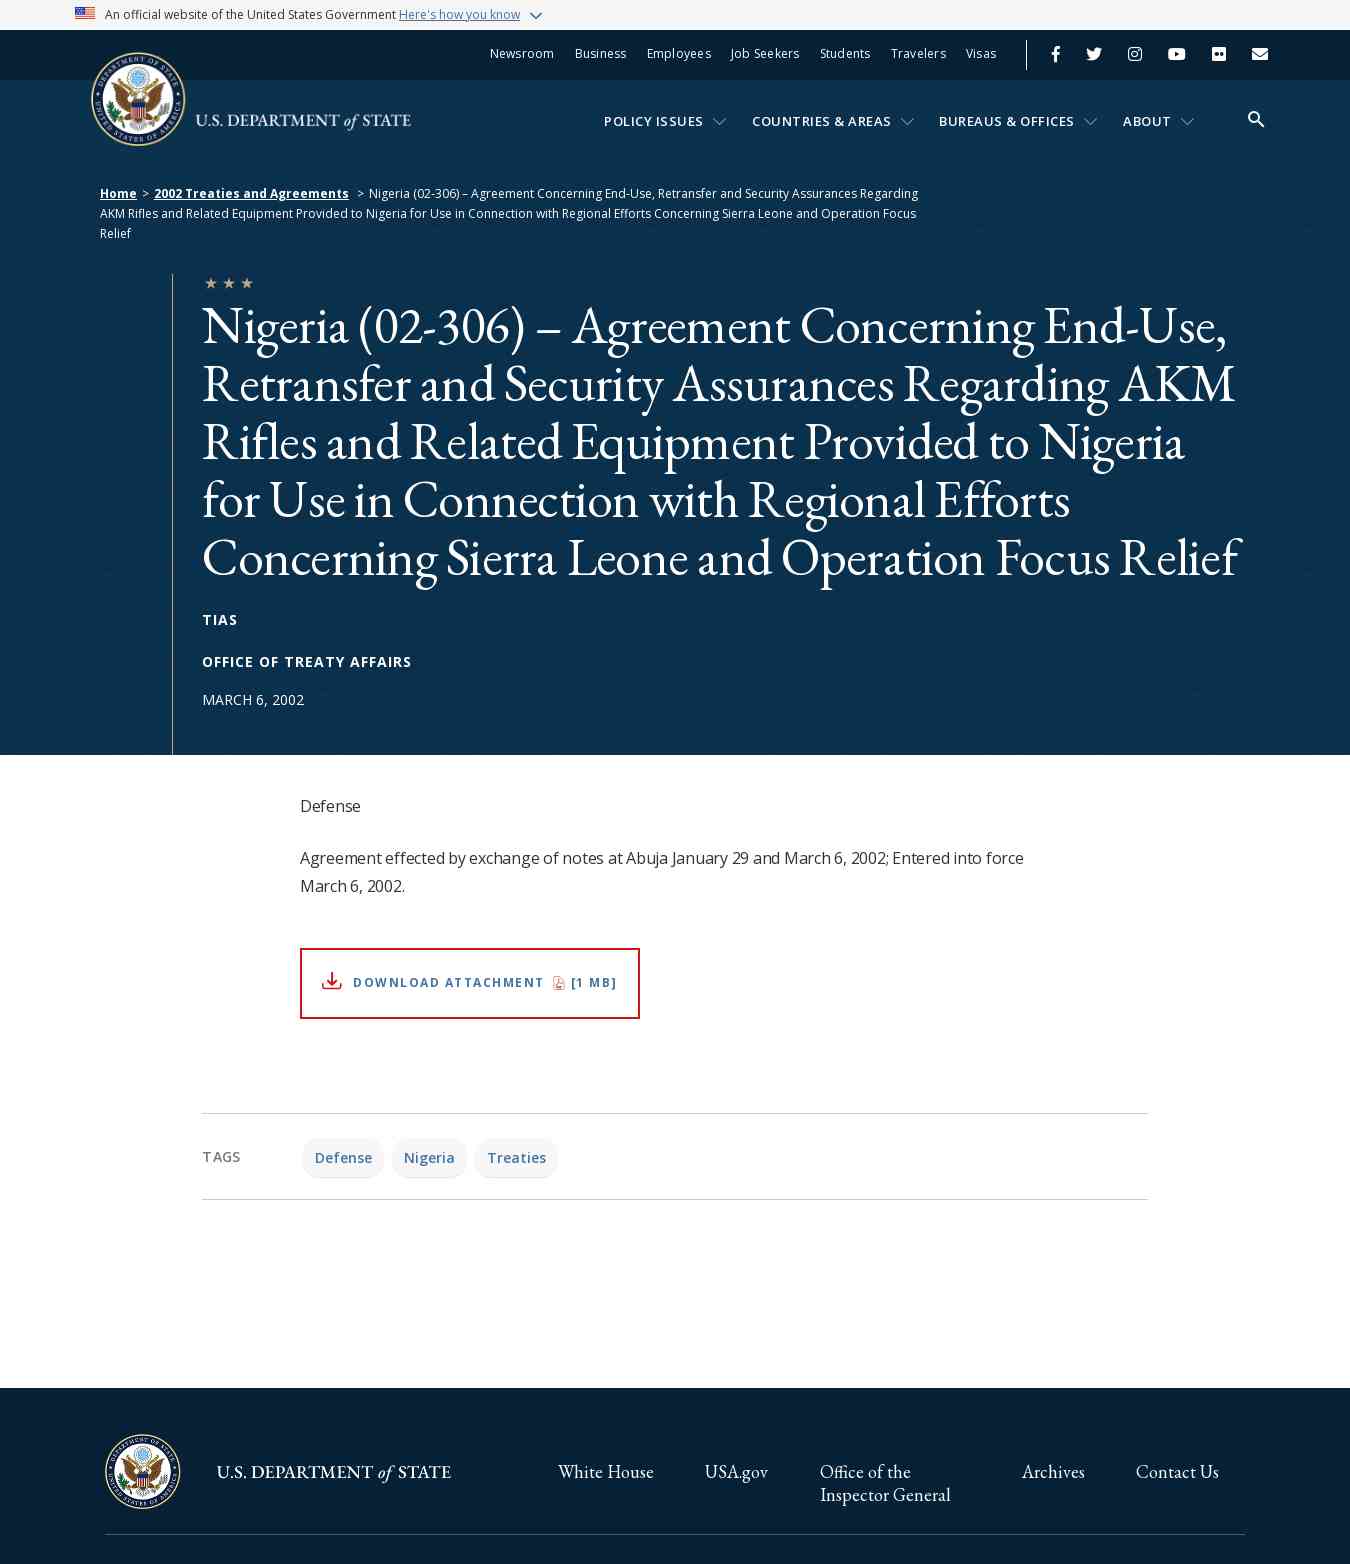 An official website of the United States Government Here's how you know
Newsroom Business Employees Job Seekers Students Travelers Visas
U.S. DEPARTMENT of STATE
POLICY ISSUES COUNTRIES & AREAS BUREAUS & OFFICES ABOUT
Home > 2002 Treaties and Agreements > Nigeria (02-306) – Agreement Concerning End-Use, Retransfer and Security Assurances Regarding
AKM Rifles and Related Equipment Provided to Nigeria for Use in Connection with Regional Efforts Concerning Sierra Leone and Operation Focus
Relief
Nigeria (02-306) – Agreement Concerning End-Use,
Retransfer and Security Assurances Regarding AKM
Rifles and Related Equipment Provided to Nigeria
for Use in Connection with Regional Efforts
Concerning Sierra Leone and Operation Focus Relief
TIAS
OFFICE OF TREATY AFFAIRS
MARCH 6, 2002
Defense
Agreement effected by exchange of notes at Abuja January 29 and March 6, 2002; Entered into force
March 6, 2002.
DOWNLOAD ATTACHMENT [1 MB]
TAGS Defense Nigeria Treaties
DEPARTMENT OF STATE
UNITED STATES OF AMERICA
U.S. DEPARTMENT of STATE
White House USA.gov Office of the Archives Contact Us
Inspector General